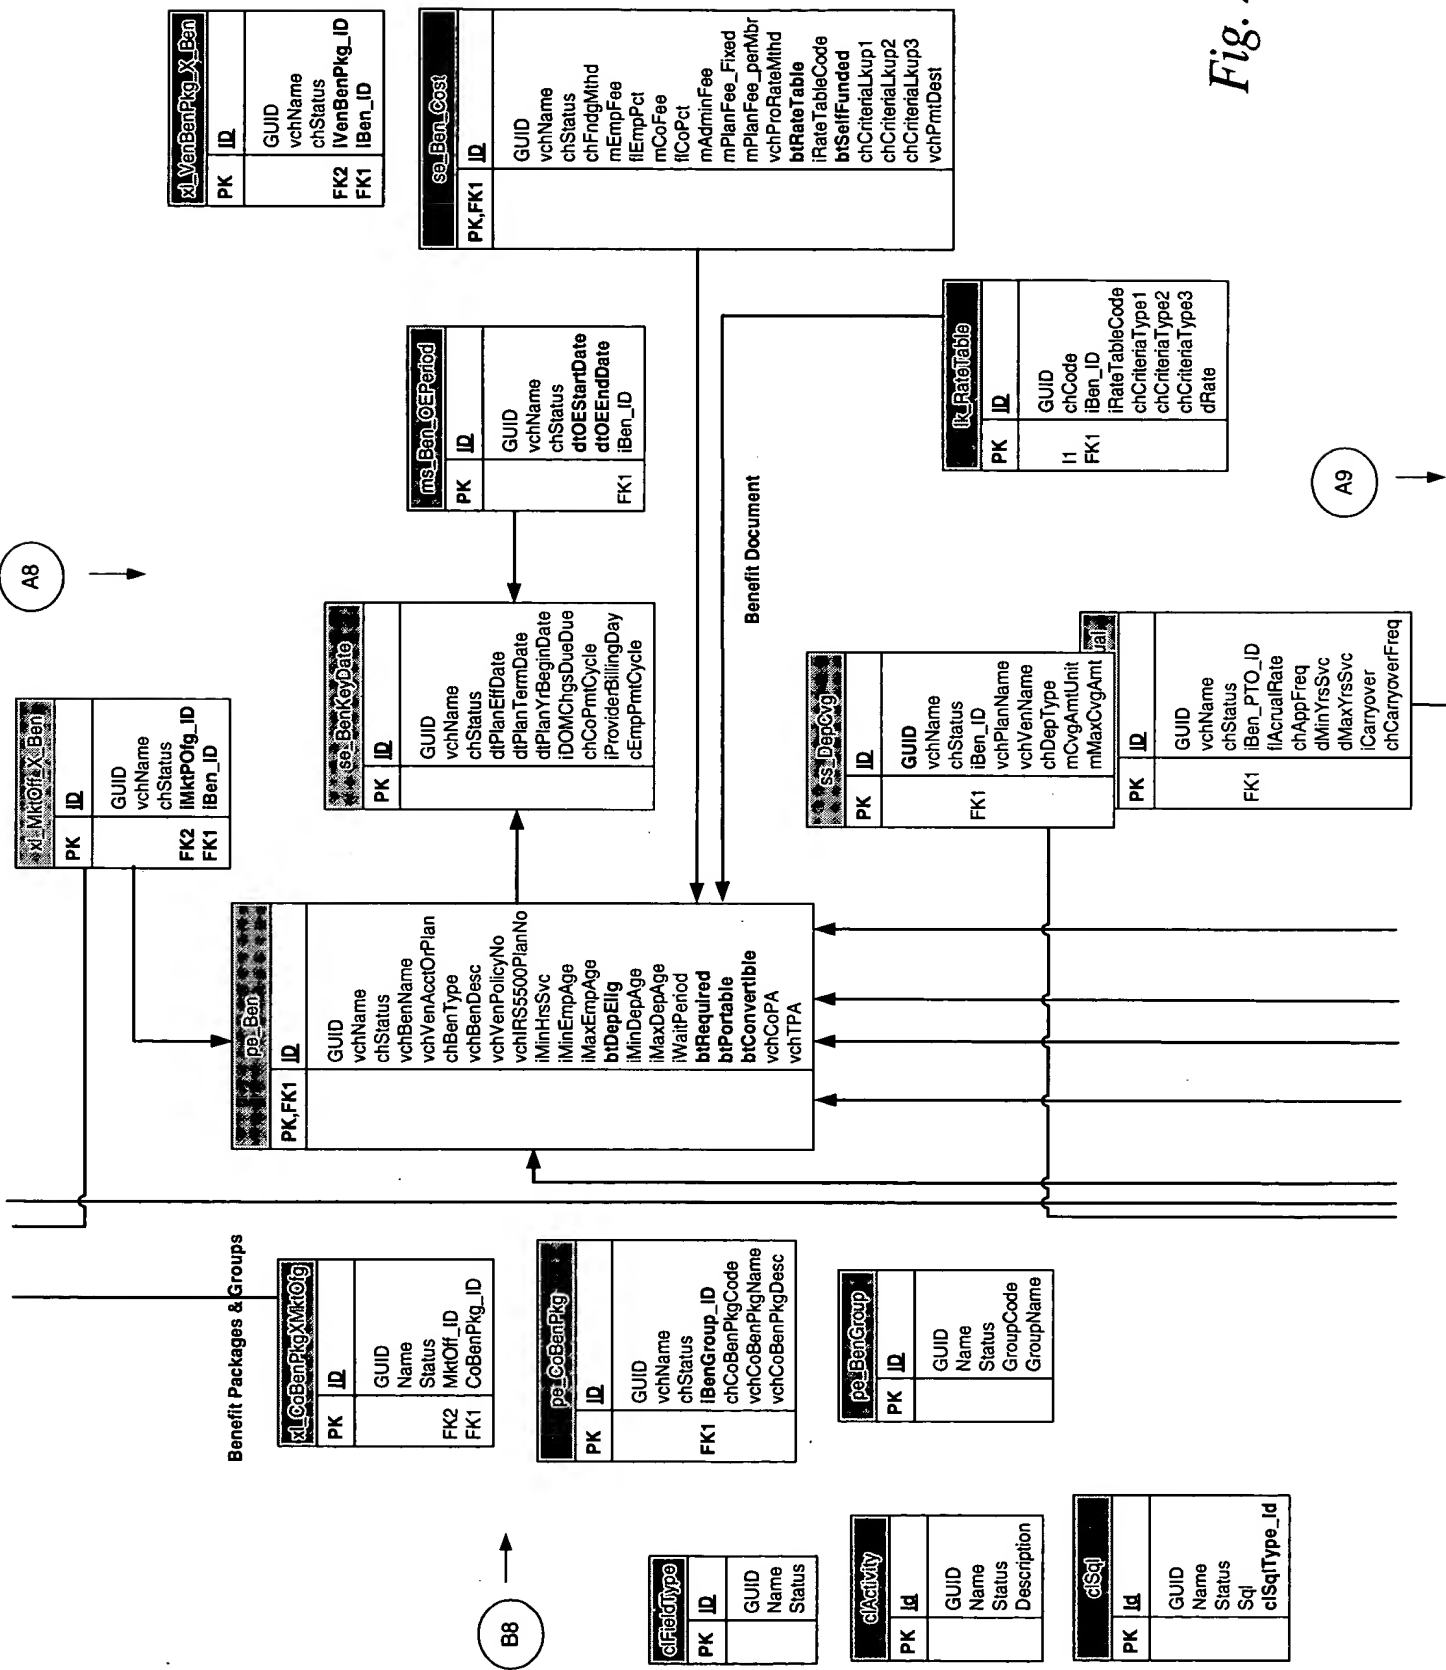 A8
xl_VenBenPkg_X_Ben
PK ID
GUID
vchName
chStatus
FK2 iVenBenPkg_ID
FK1 iBen_ID
se_Ben_Cost
PK,FK1 ID
GUID
vchName
chStatus
chFndgMthd
mEmpFee
flEmpPct
mCoFee
flCoPct
mAdminFee
mPlanFee_Fixed
mPlanFee_perMbr
vchProRateMthd
btRateTable
iRateTableCode
btSelfFunded
chCriteriaLkup1
chCriteriaLkup2
chCriteriaLkup3
vchPmtDest
Fig.
ms_Ben_OEPeriod
PK ID
GUID
vchName
chStatus
dtOEStartDate
dtOEEndDate
FK1 iBen_ID
lk_RateTable
PK ID
GUID
I1 chCode
FK1 iBen_ID
iRateTableCode
chCriteriaType1
chCriteriaType2
chCriteriaType3
dRate
A9
Benefit Document
xl_MktOff_X_Ben
PK ID
GUID
vchName
chStatus
FK2 iMktPOfg_ID
FK1 iBen_ID
se_BenKeyDate
PK ID
GUID
vchName
chStatus
dtPlanEffDate
dtPlanTermDate
dtPlanYrBeginDate
iDOMChgsDueDue
chCoPmtCycle
iProviderBillingDay
cEmpPmtCycle
ss_DepCvg
PK ID
GUID
vchName
chStatus
FK1 iBen_ID
vchPlanName
vchVenName
chDepType
mCvgAmtUnit
mMaxCvgAmt
ual
PK ID
GUID
vchName
chStatus
FK1 iBen_PTO_ID
flAcrualRate
chAppFreq
dMinYrsSvc
dMaxYrsSvc
iCarryover
chCarryoverFreq
pe_Ben
PK,FK1 ID
GUID
vchName
chStatus
vchBenName
vchVenAcctOrPlan
chBenType
vchBenDesc
vchVenPolicyNo
vchIRS5500PlanNo
iMinHrsSvc
iMinEmpAge
iMaxEmpAge
btDepElig
iMinDepAge
iMaxDepAge
iWaitPeriod
btRequired
btPortable
btConvertible
vchCoPA
vchTPA
Benefit Packages & Groups
xl_CoBenPkgXMktOfg
PK ID
GUID
Name
Status
FK2 MktOff_ID
FK1 CoBenPkg_ID
pe_CoBenPkg
PK ID
GUID
vchName
chStatus
FK1 iBenGroup_ID
chCoBenPkgCode
vchCoBenPkgName
vchCoBenPkgDesc
pe_BenGroup
PK ID
GUID
Name
Status
GroupCode
GroupName
B8
clFieldType
PK ID
GUID
Name
Status
clActivity
PK Id
GUID
Name
Status
Description
clSql
PK Id
GUID
Name
Status
Sql
clSqlType_Id